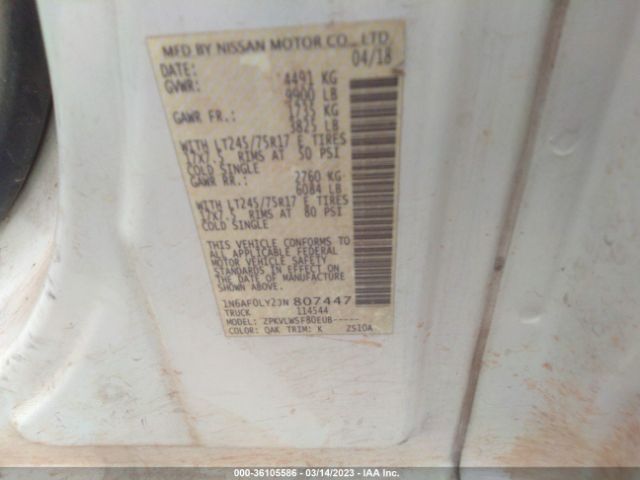 MFD BY NISSAN MOTOR CO., LTD.
DATE: 04/18
GVWR: 4491 KG
9900 LB
GAWR FR.: 1735 KG
3825 LB
WITH LT245/75R17 E TIRES
17X7.5 RIMS AT 50 PSI
COLD SINGLE
GAWR RR.: 2760 KG
6084 LB
WITH LT245/75R17 E TIRES
17X7.5 RIMS AT 80 PSI
COLD SINGLE
THIS VEHICLE CONFORMS TO
ALL APPLICABLE FEDERAL
MOTOR VEHICLE SAFETY
STANDARDS IN EFFECT ON
THE DATE OF MANUFACTURE
SHOWN ABOVE.
1N6AF0LY2JN807447
TRUCK 114544
MODEL: ZPKVLWSF80EUB-----
COLOR: QAK TRIM: K ZS10A
000-36105586 - 03/14/2023 - IAA Inc.